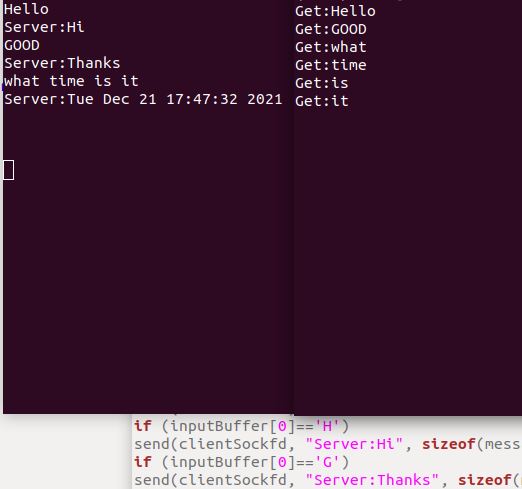 Hello
Server:Hi
GOOD
Server:Thanks
what time is it
Server:Tue Dec 21 17:47:32 2021
Get:Hello
Get:GOOD
Get:what
Get:time
Get:is
Get:it
if (inputBuffer[0]=='H')
send(clientSockfd, "Server:Hi", sizeof(mess
if (inputBuffer[0]=='G')
send(clientSockfd, "Server:Thanks", sizeof(